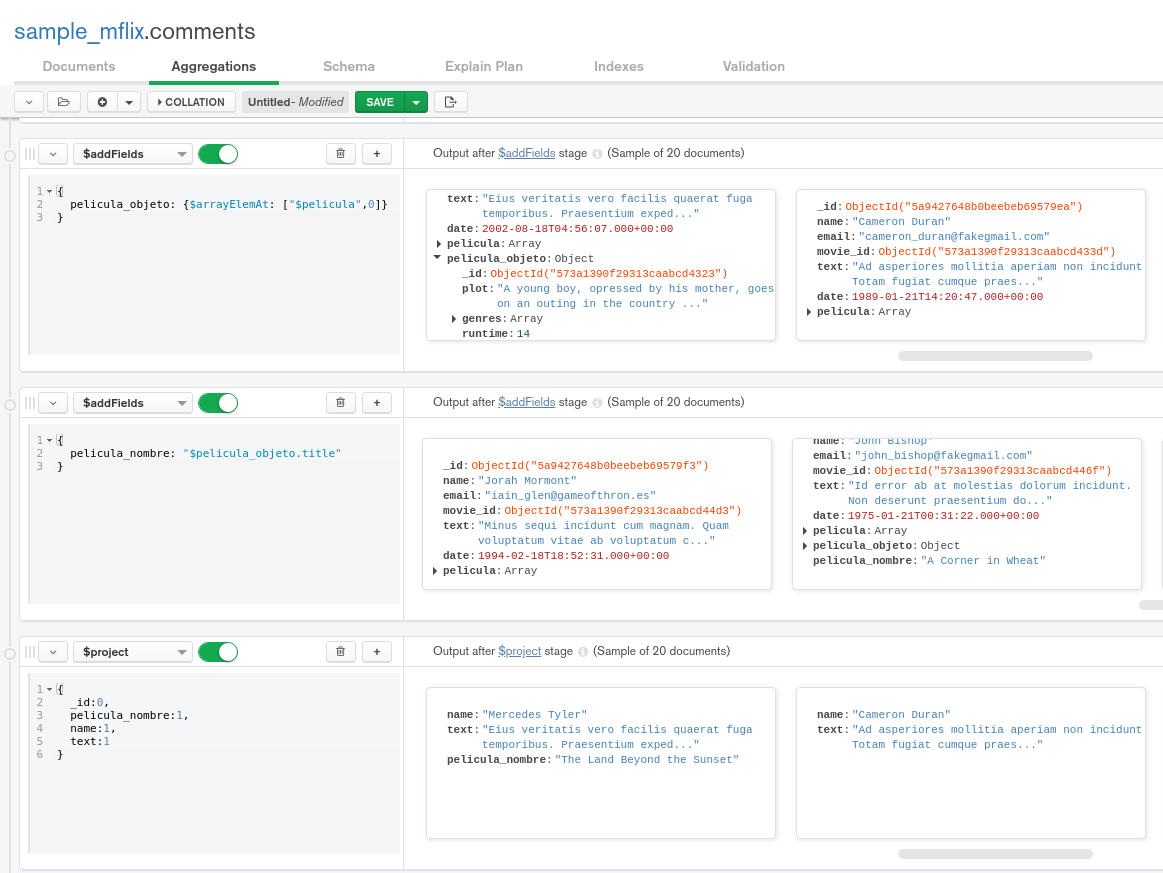 sample_mflix.comments
Documents Aggregations Schema Explain Plan Indexes Validation
COLLATION Untitled- Modified SAVE
$addFields
Output after $addFields stage (Sample of 20 documents)
1 {
2 pelicula_objeto: {$arrayElemAt: ["$pelicula",0]}
3 }
text: "Eius veritatis vero facilis quaerat fuga
temporibus. Praesentium exped..."
date: 2002-08-18T04:56:07.000+00:00
pelicula: Array
pelicula_objeto: Object
_id: ObjectId("573a1390f29313caabcd4323")
plot: "A young boy, opressed by his mother, goes
on an outing in the country ..."
genres: Array
runtime: 14
_id: ObjectId("5a9427648b0beebeb69579ea")
name: "Cameron Duran"
email: "cameron_duran@fakegmail.com"
movie_id: ObjectId("573a1390f29313caabcd433d")
text: "Ad asperiores mollitia aperiam non incidunt
Totam fugiat cumque praes..."
date: 1989-01-21T14:20:47.000+00:00
pelicula: Array
$addFields
Output after $addFields stage (Sample of 20 documents)
1 {
2 pelicula_nombre: "$pelicula_objeto.title"
3 }
_id: ObjectId("5a9427648b0beebeb69579f3")
name: "Jorah Mormont"
email: "iain_glen@gameofthron.es"
movie_id: ObjectId("573a1390f29313caabcd44d3")
text: "Minus sequi incidunt cum magnam. Quam
voluptatum vitae ab voluptatum c..."
date: 1994-02-18T18:52:31.000+00:00
pelicula: Array
name: "John Bishop"
email: "john_bishop@fakegmail.com"
movie_id: ObjectId("573a1390f29313caabcd446f")
text: "Id error ab at molestias dolorum incidunt.
Non deserunt praesentium do..."
date: 1975-01-21T00:31:22.000+00:00
pelicula: Array
pelicula_objeto: Object
pelicula_nombre: "A Corner in Wheat"
$project
Output after $project stage (Sample of 20 documents)
1 {
2 _id:0,
3 pelicula_nombre:1,
4 name:1,
5 text:1
6 }
name: "Mercedes Tyler"
text: "Eius veritatis vero facilis quaerat fuga
temporibus. Praesentium exped..."
pelicula_nombre: "The Land Beyond the Sunset"
name: "Cameron Duran"
text: "Ad asperiores mollitia aperiam non incidunt
Totam fugiat cumque praes..."